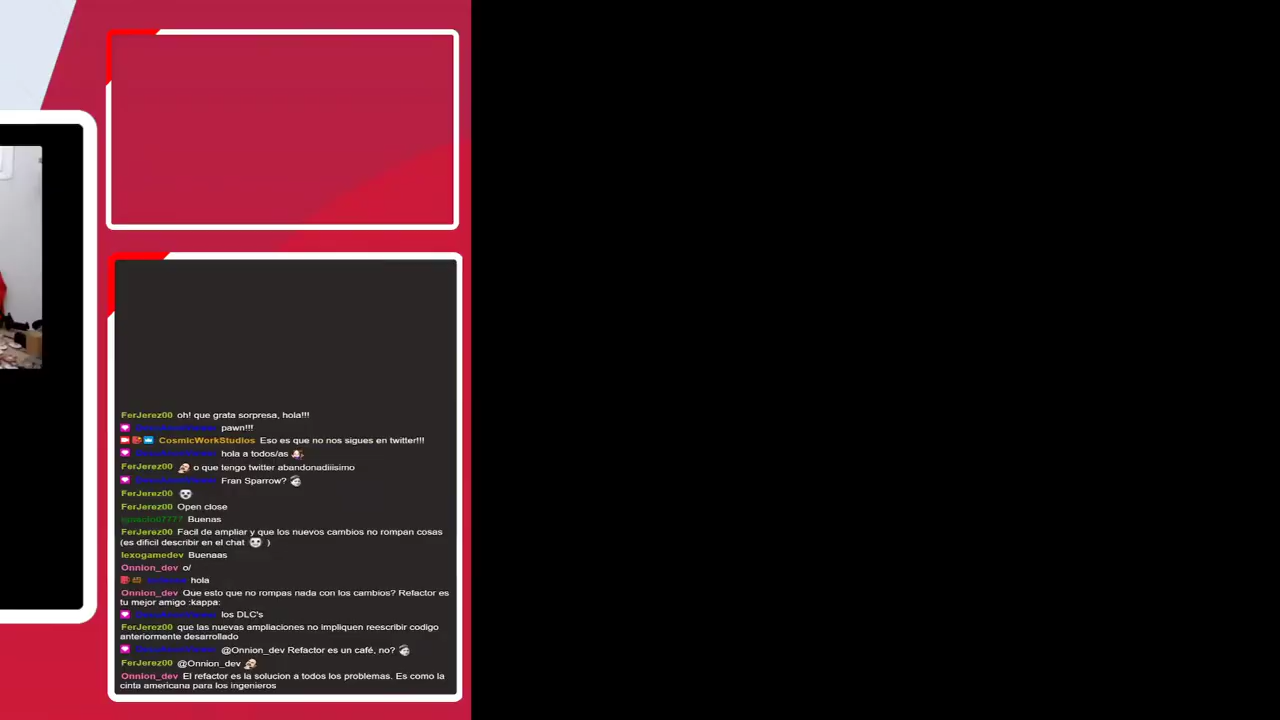 FerJerez00 oh! que grata sorpresa, hola!!!
pawn!!!
CosmicWorkStudios Eso es que no nos sigues en twitter!!!
hola a todos/as
FerJerez00 o que tengo twitter abandonadiiisimo
Fran Sparrow?
FerJerez00
FerJerez00 Open close
Buenas
FerJerez00 Facil de ampliar y que los nuevos cambios no rompan cosas
(es dificil describir en el chat )
lexogamedev Buenaas
Onnion_dev o/
hola
Onnion_dev Que esto que no rompas nada con los cambios? Refactor es
tu mejor amigo :kappa:
los DLC's
FerJerez00 que las nuevas ampliaciones no impliquen reescribir codigo
anteriormente desarrollado
@Onnion_dev Refactor es un café, no?
FerJerez00 @Onnion_dev
Onnion_dev El refactor es la solucion a todos los problemas. Es como la
cinta americana para los ingenieros